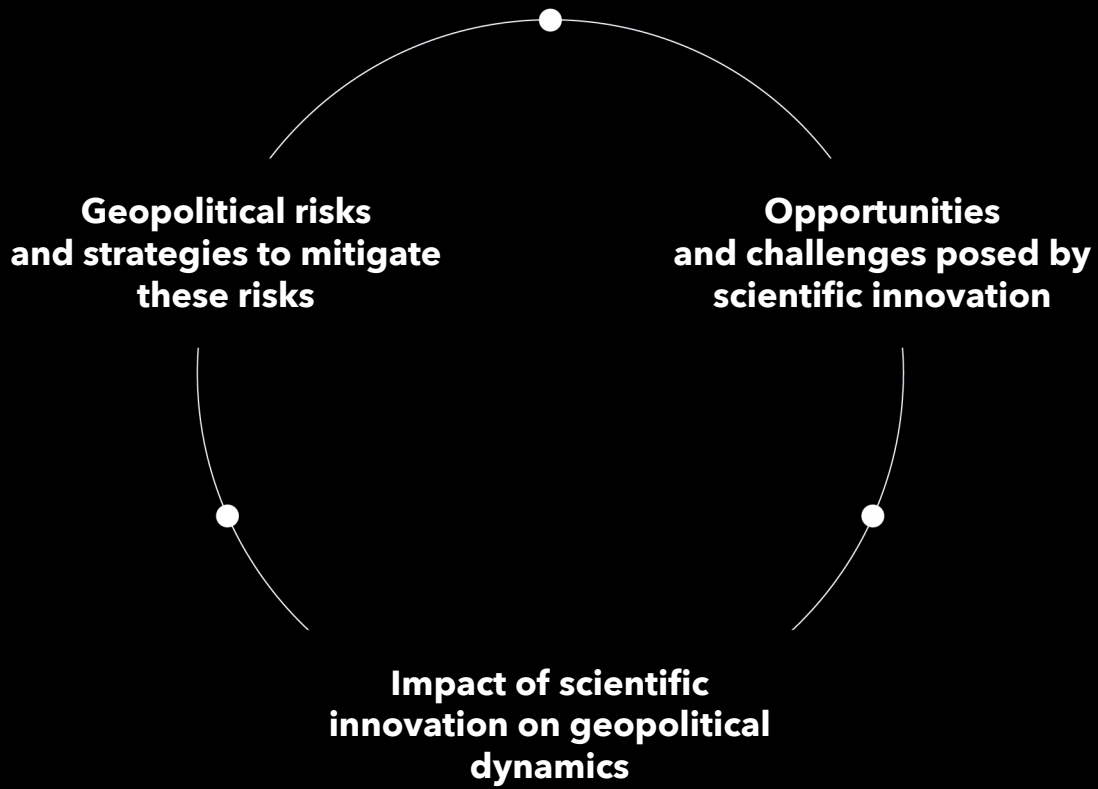 Geopolitical risks
and strategies to mitigate
these risks
Opportunities
and challenges posed by
scientific innovation
Impact of scientific
innovation on geopolitical
dynamics